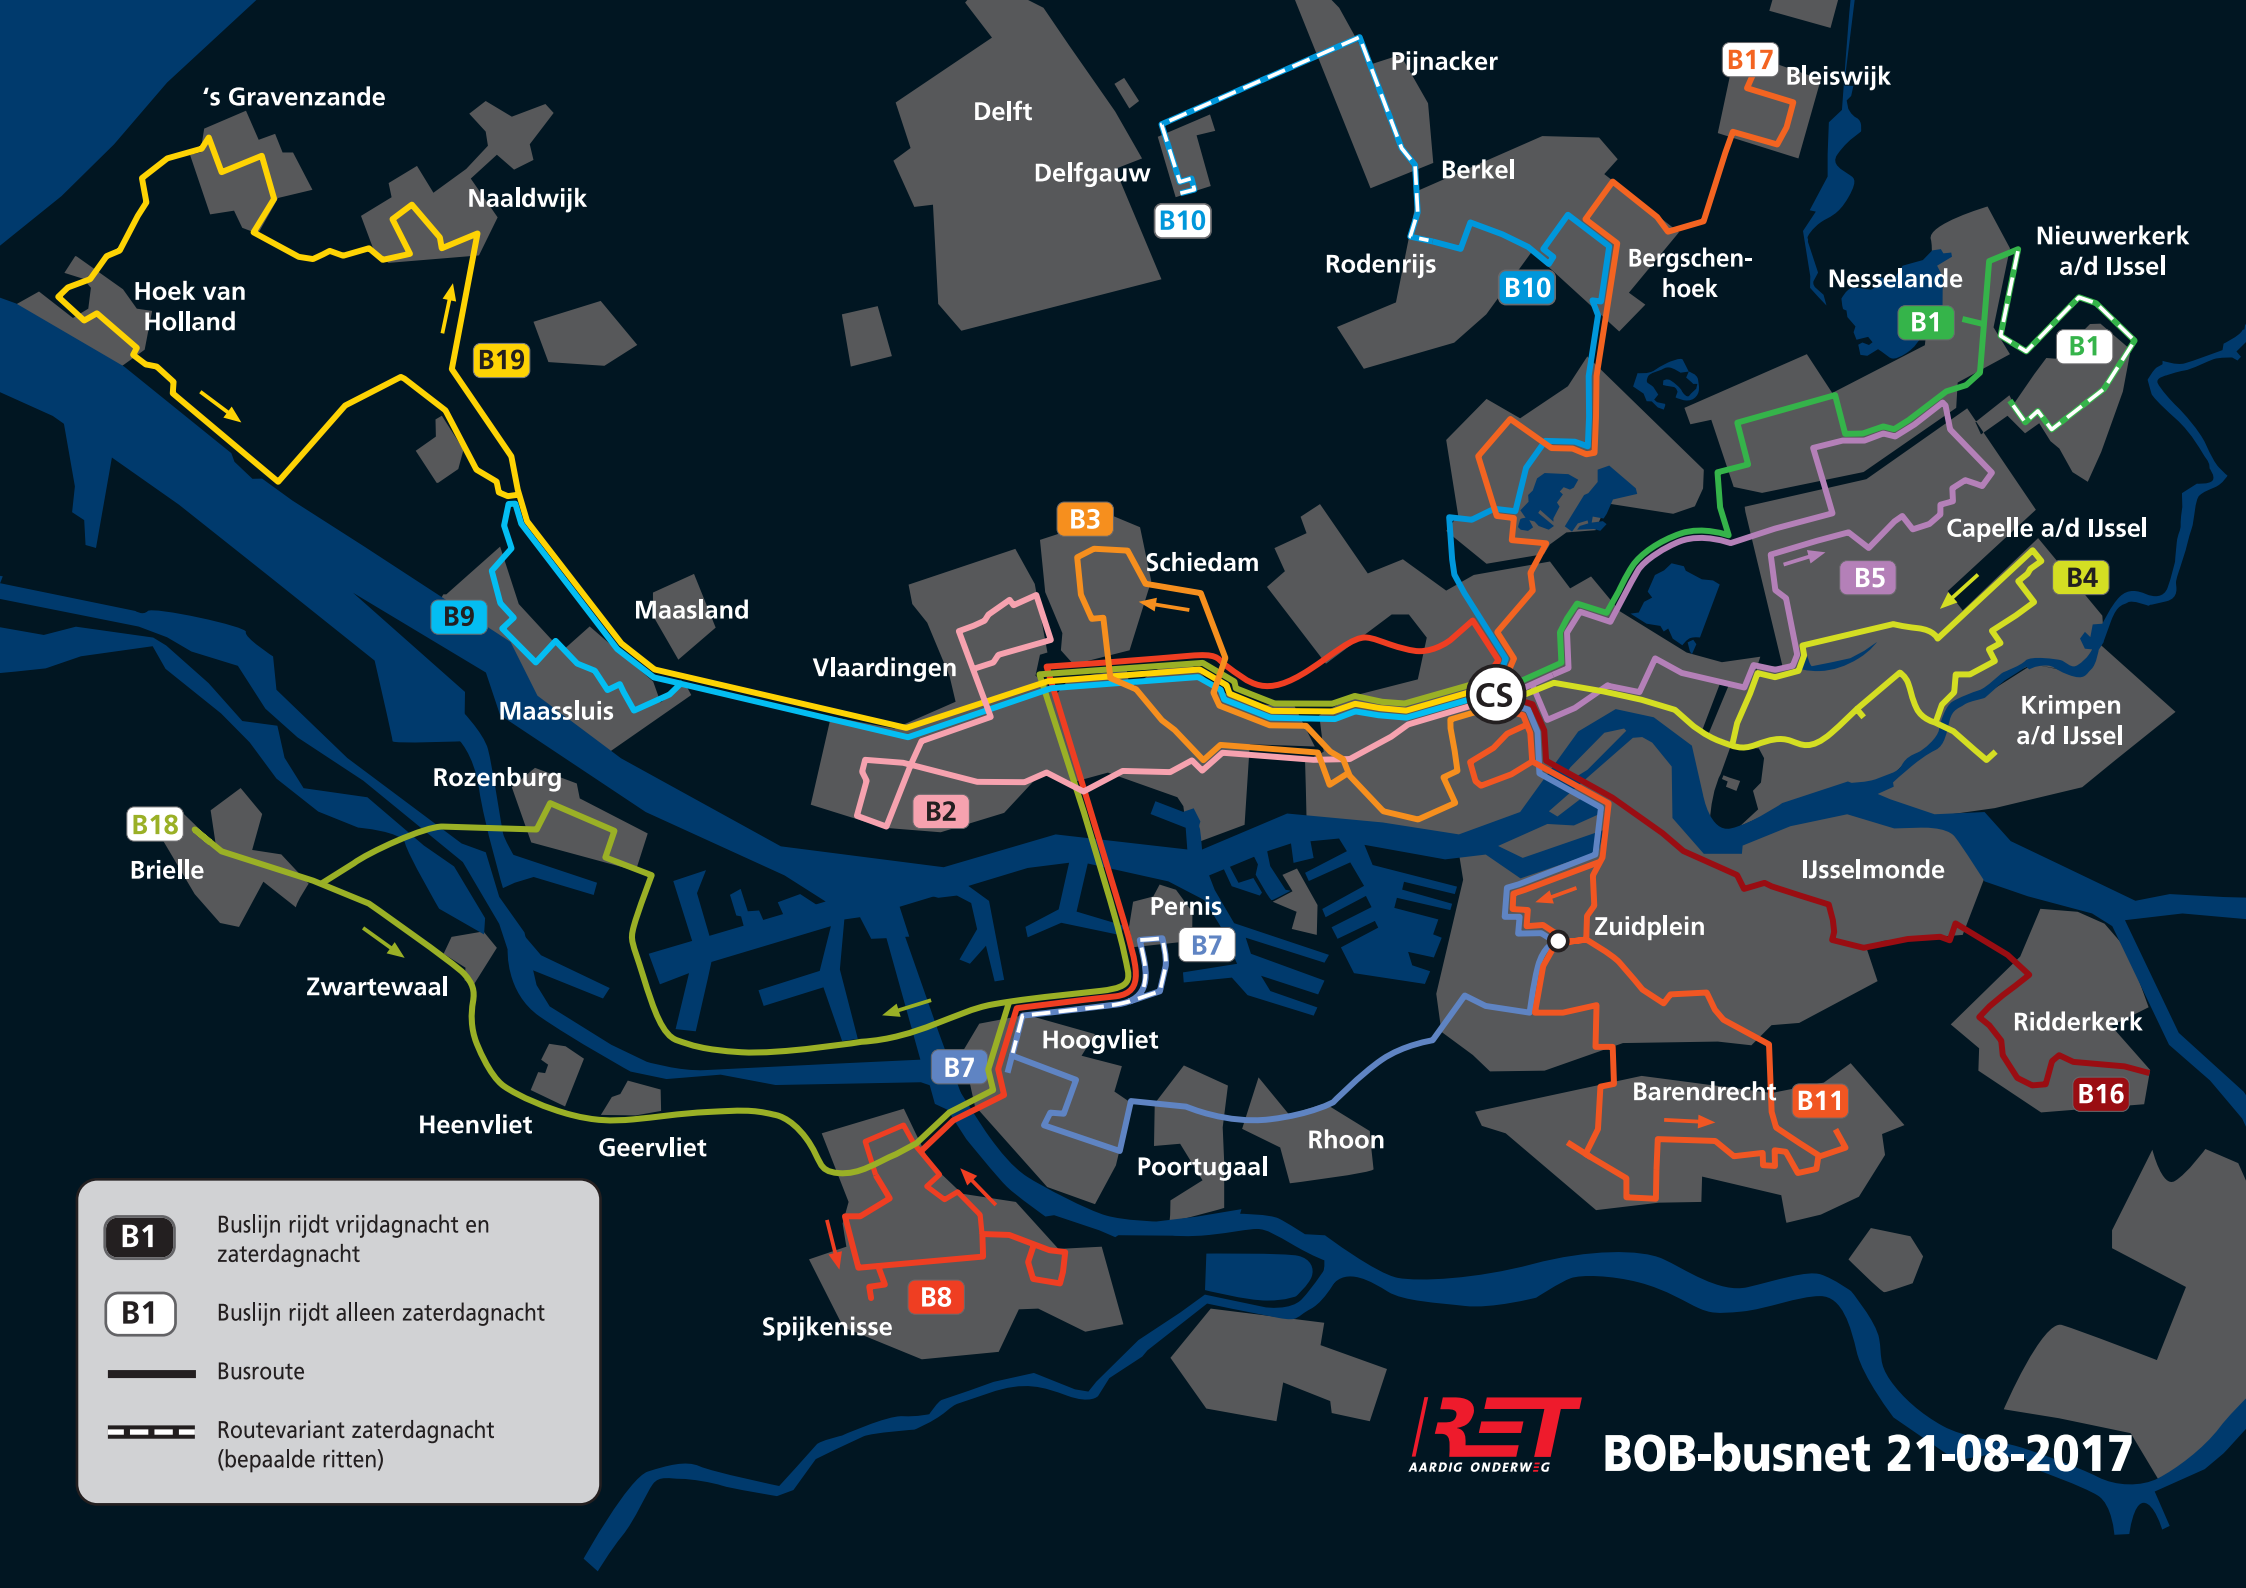 ‘s Gravenzande
Naaldwijk
Hoek van
Holland
B19
Delft
Delfgauw
B10
Pijnacker
Berkel
Rodenrijs
B10
B17
Bleiswijk
Bergschen-
hoek
Nesselande
B1
Nieuwerkerk
a/d IJssel
B1
B9
Maasland
Maassluis
Vlaardingen
B3
Schiedam
B2
CS
Capelle a/d IJssel
B5
B4
Krimpen
a/d IJssel
Rozenburg
B18
Brielle
Zwartewaal
Heenvliet
Geervliet
Pernis
B7
Hoogvliet
B7
Poortugaal
Rhoon
B8
Spijkenisse
IJsselmonde
Zuidplein
Barendrecht
B11
Ridderkerk
B16
B1
Buslijn rijdt vrijdagnacht en
zaterdagnacht
B1
Buslijn rijdt alleen zaterdagnacht
Busroute
Routevariant zaterdagnacht
(bepaalde ritten)
RET
AARDIG ONDERWEG
BOB-busnet 21-08-2017